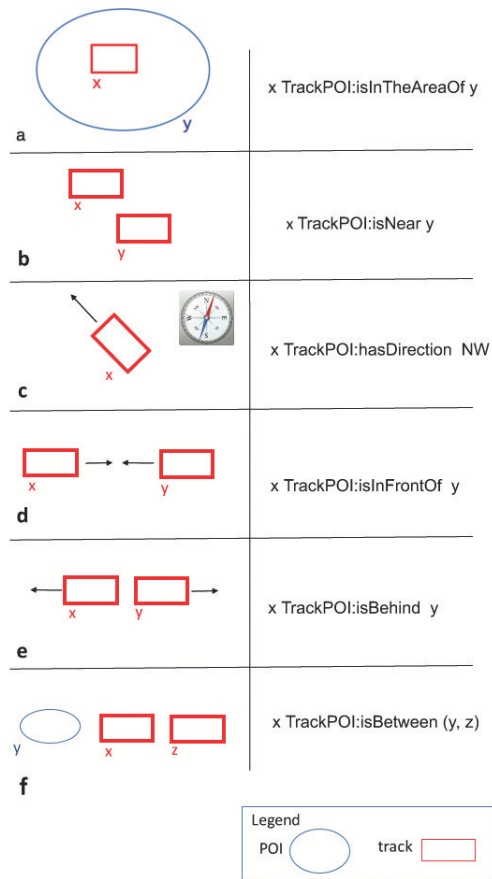 x
y
a
x TrackPOI:isInTheAreaOf y
x
y
b
x TrackPOI:isNear y
N
W
E
S
x
c
x TrackPOI:hasDirection NW
x
y
d
x TrackPOI:isInFrontOf y
x
y
e
x TrackPOI:isBehind y
y
x
z
f
x TrackPOI:isBetween (y, z)
Legend
POI
track